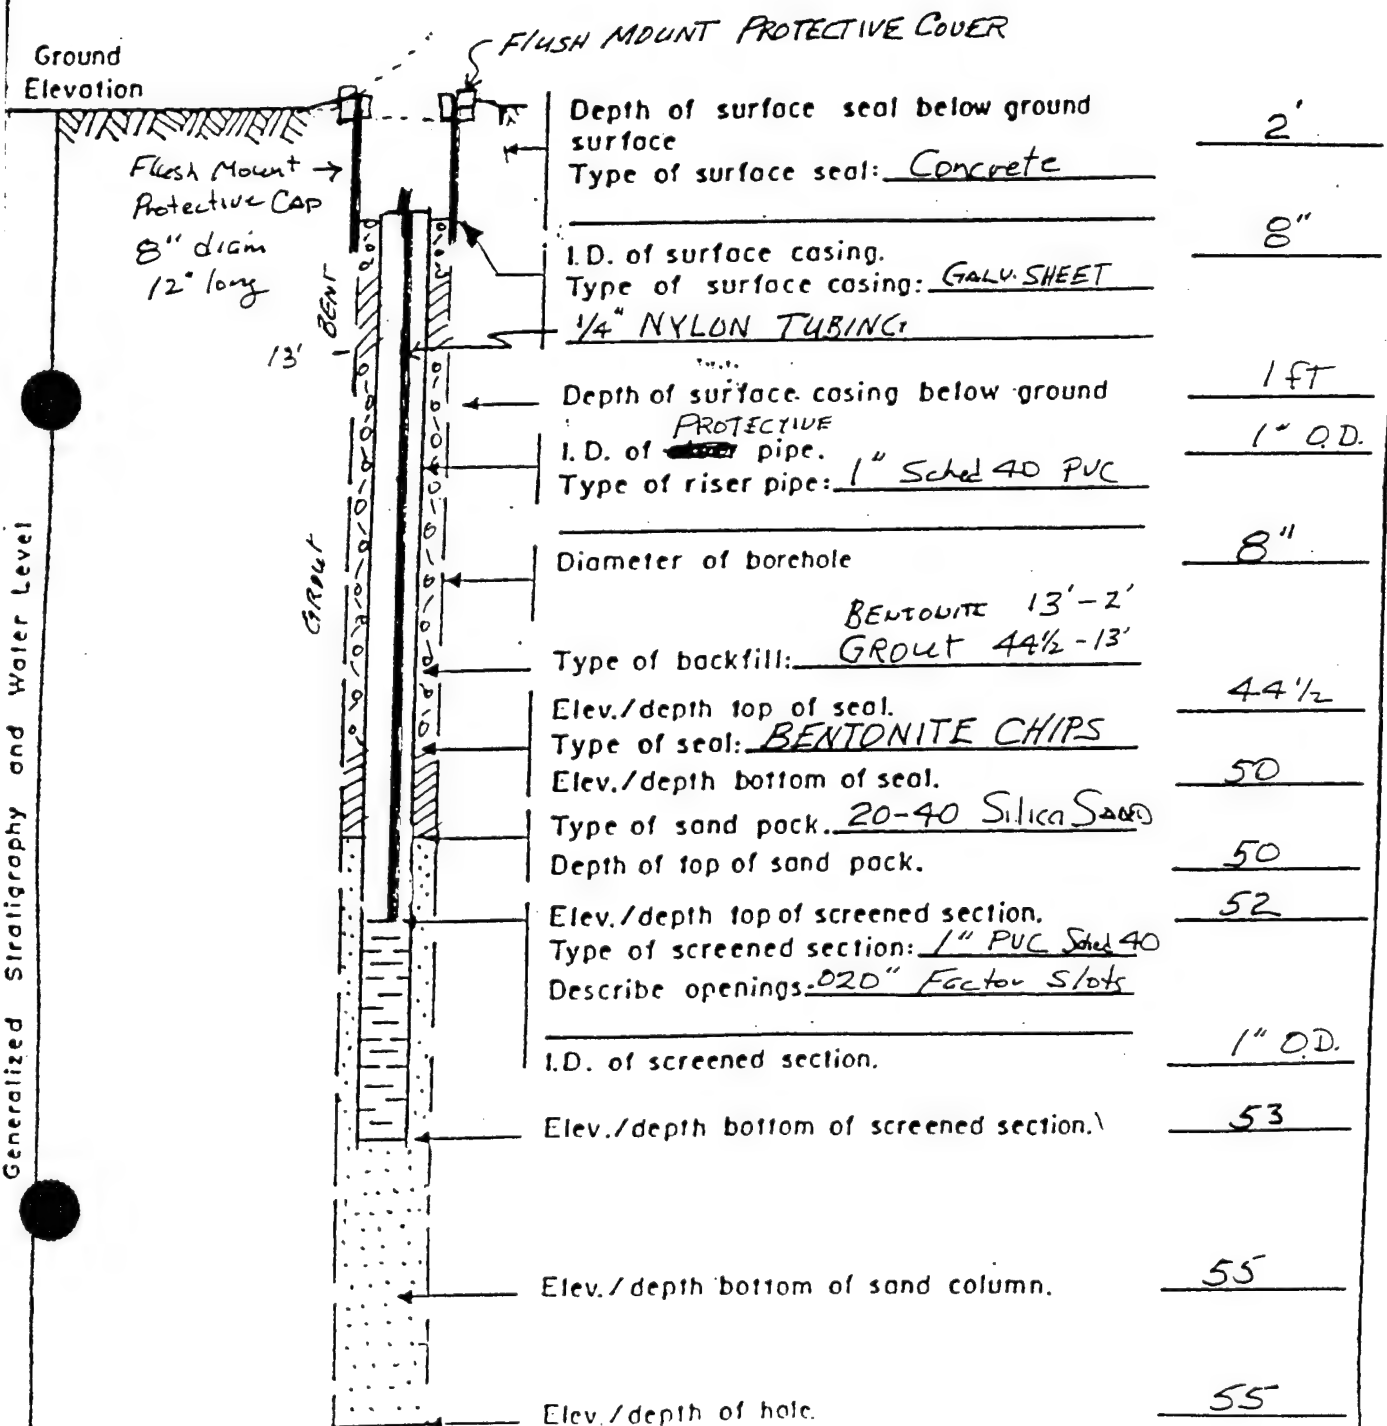 FLUSH MOUNT PROTECTIVE COVER
Ground
Elevation
Depth of surface seal below ground
surface
2'
Type of surface seal: Concrete
Flush Mount
Protective CAP
8" diam
12" long
I.D. of surface casing.
8"
Type of surface casing: GALV. SHEET
1/4" NYLON TUBING
BENT
13'
Depth of surface casing below ground
1 FT
PROTECTIVE
I.D. of pipe.
1" O.D.
Type of riser pipe: 1" Sched 40 PVC
Diameter of borehole
8"
GROUT
BENTONITE 13'-2'
Type of backfill: GROUT 44 1/2 - 13'
Elev./depth top of seal.
44 1/2
Type of seal: BENTONITE CHIPS
Elev./depth bottom of seal.
50
Type of sand pack. 20-40 Silica SAND
Depth of top of sand pack.
50
Elev./depth top of screened section.
52
Type of screened section: 1" PVC Sched 40
Describe openings. .020" Factor Slots
I.D. of screened section.
1" O.D.
Elev./depth bottom of screened section.
53
Elev./depth bottom of sand column.
55
Elev./depth of hole.
55
Generalized Stratigraphy and Water Level